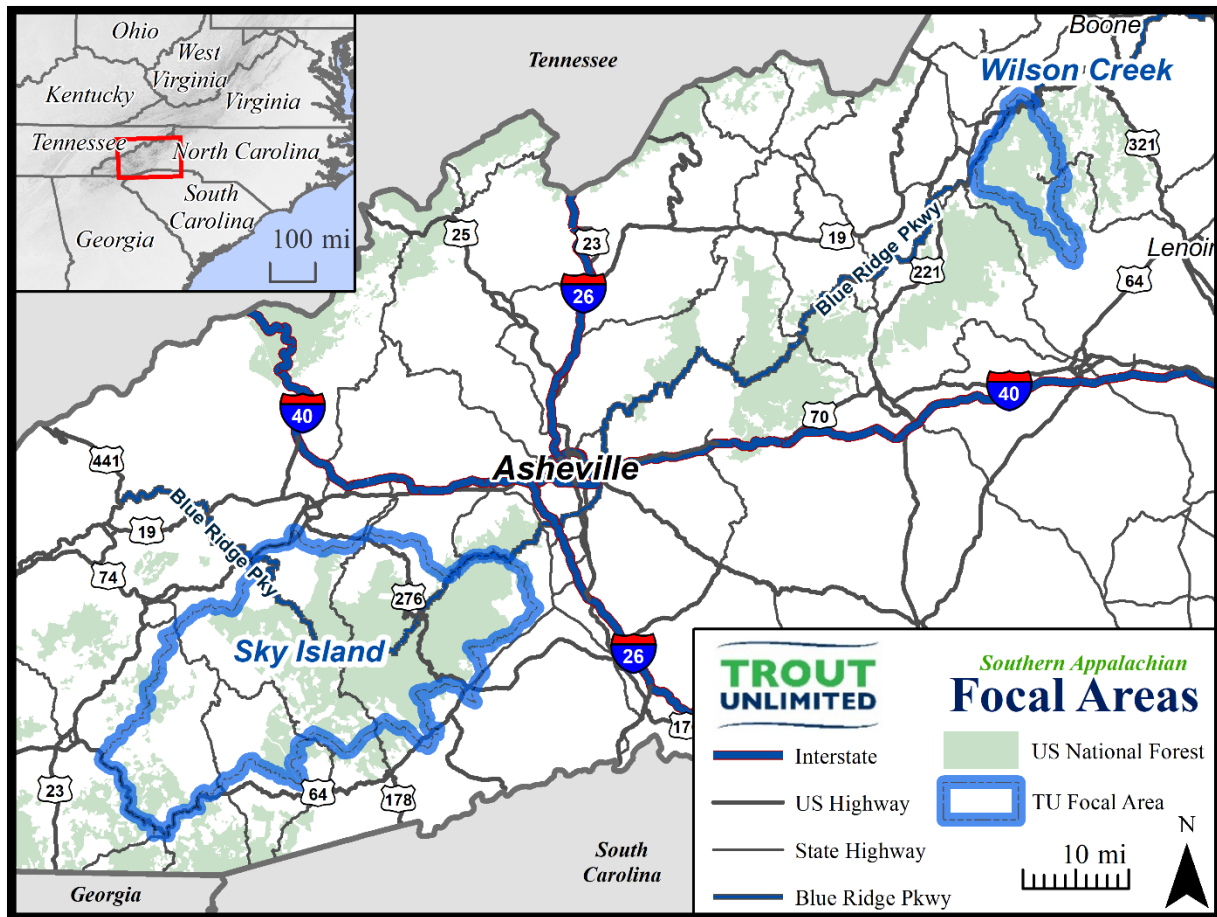 Ohio
West
Virginia
Kentucky
Virginia
Tennessee
North Carolina
South
Carolina
Georgia
100 mi
Tennessee
Boone
Wilson Creek
321
25
23
19
Blue Ridge Pkwy
221
Lenoir
64
26
40
40
70
Asheville
441
Blue Ridge Pky
19
74
276
Sky Island
26
23
64
178
South
Carolina
Georgia
TROUT
UNLIMITED
Southern Appalachian
Focal Areas
Interstate
US National Forest
US Highway
TU Focal Area
State Highway
Blue Ridge Pkwy
10 mi
N